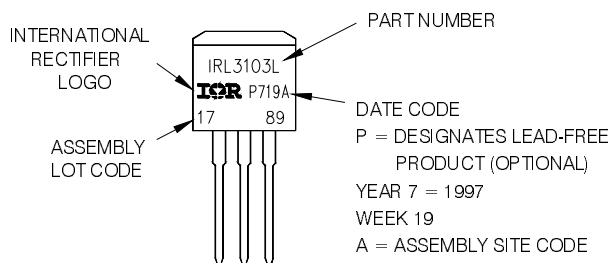 PART NUMBER
INTERNATIONAL
RECTIFIER
LOGO
IRL3103L
IOR P719A
17 89
ASSEMBLY
LOT CODE
DATE CODE
P = DESIGNATES LEAD-FREE
PRODUCT (OPTIONAL)
YEAR 7 = 1997
WEEK 19
A = ASSEMBLY SITE CODE